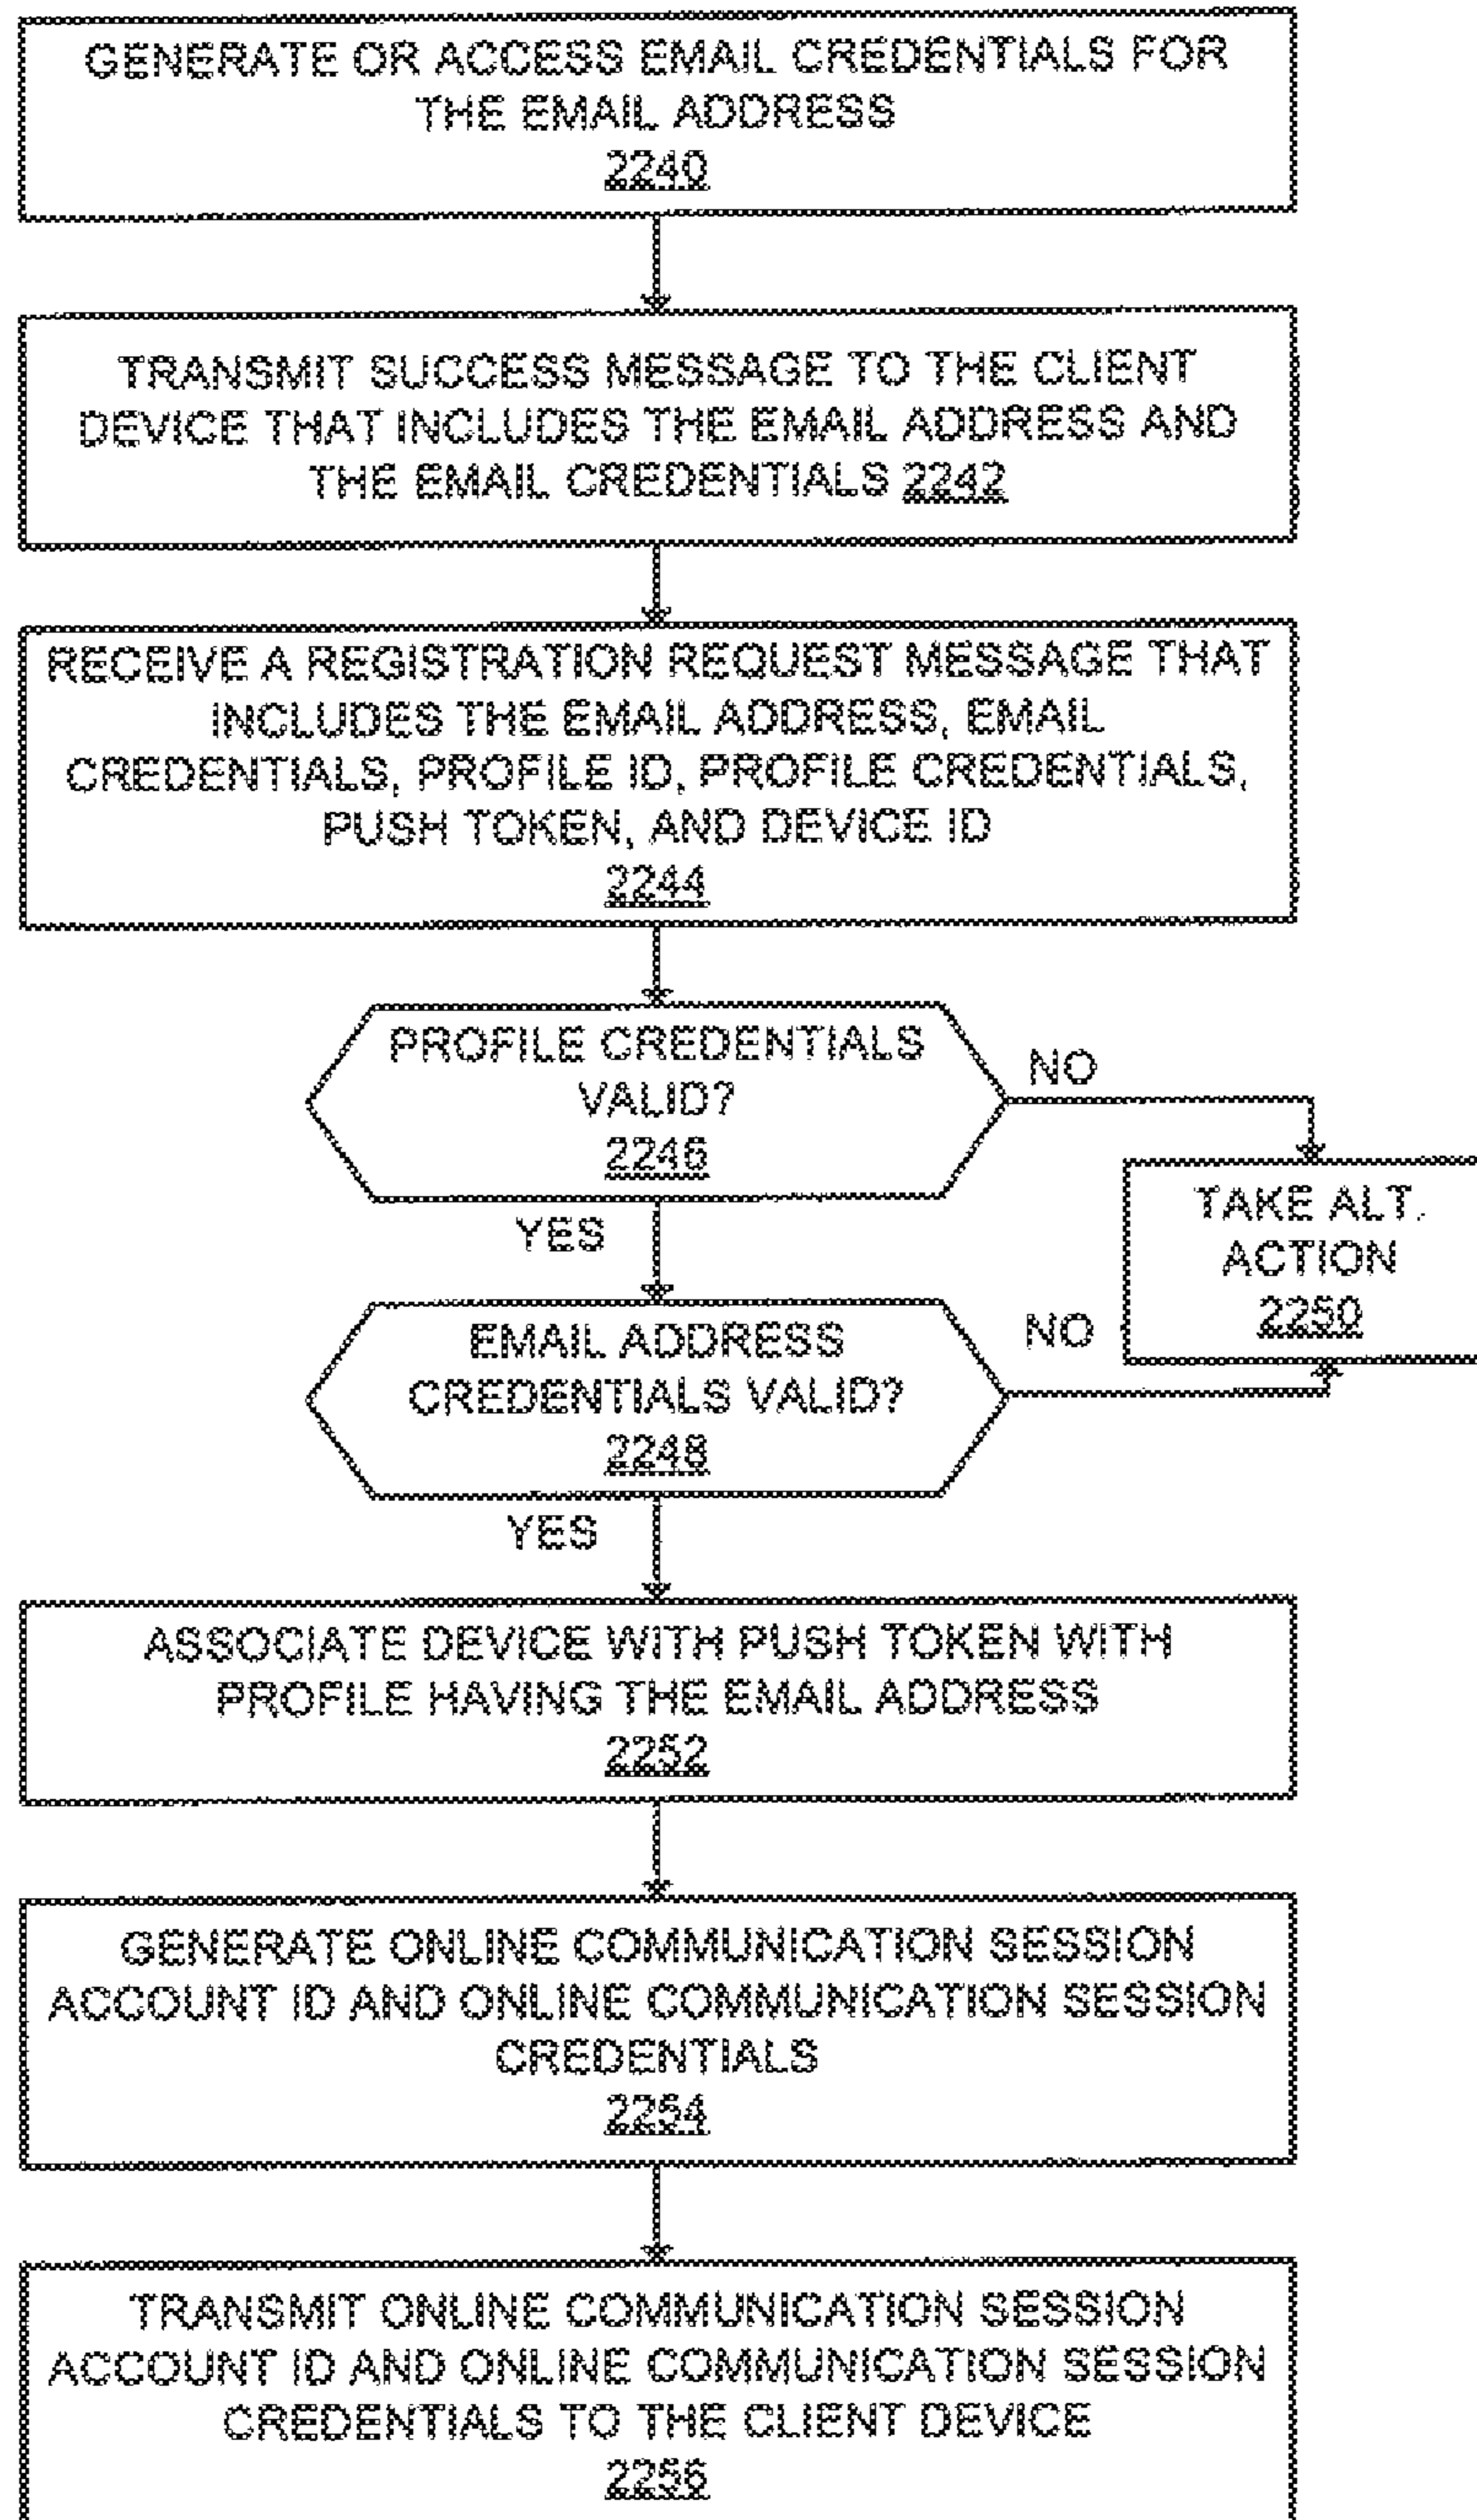 GENERATE OR ACCESS EMAIL CREDENTIALS FOR
THE EMAIL ADDRESS
2240
TRANSMIT SUCCESS MESSAGE TO THE CLIENT
DEVICE THAT INCLUDES THE EMAIL ADDRESS AND
THE EMAIL CREDENTIALS 2242
RECEIVE A REGISTRATION REQUEST MESSAGE THAT
INCLUDES THE EMAIL ADDRESS, EMAIL
CREDENTIALS, PROFILE ID, PROFILE CREDENTIALS,
PUSH TOKEN, AND DEVICE ID
2244
PROFILE CREDENTIALS
VALID?
2246
NO
YES
TAKE ALT.
ACTION
2250
EMAIL ADDRESS
CREDENTIALS VALID?
2248
NO
YES
ASSOCIATE DEVICE WITH PUSH TOKEN WITH
PROFILE HAVING THE EMAIL ADDRESS
2252
GENERATE ONLINE COMMUNICATION SESSION
ACCOUNT ID AND ONLINE COMMUNICATION SESSION
CREDENTIALS
2254
TRANSMIT ONLINE COMMUNICATION SESSION
ACCOUNT ID AND ONLINE COMMUNICATION SESSION
CREDENTIALS TO THE CLIENT DEVICE
2256